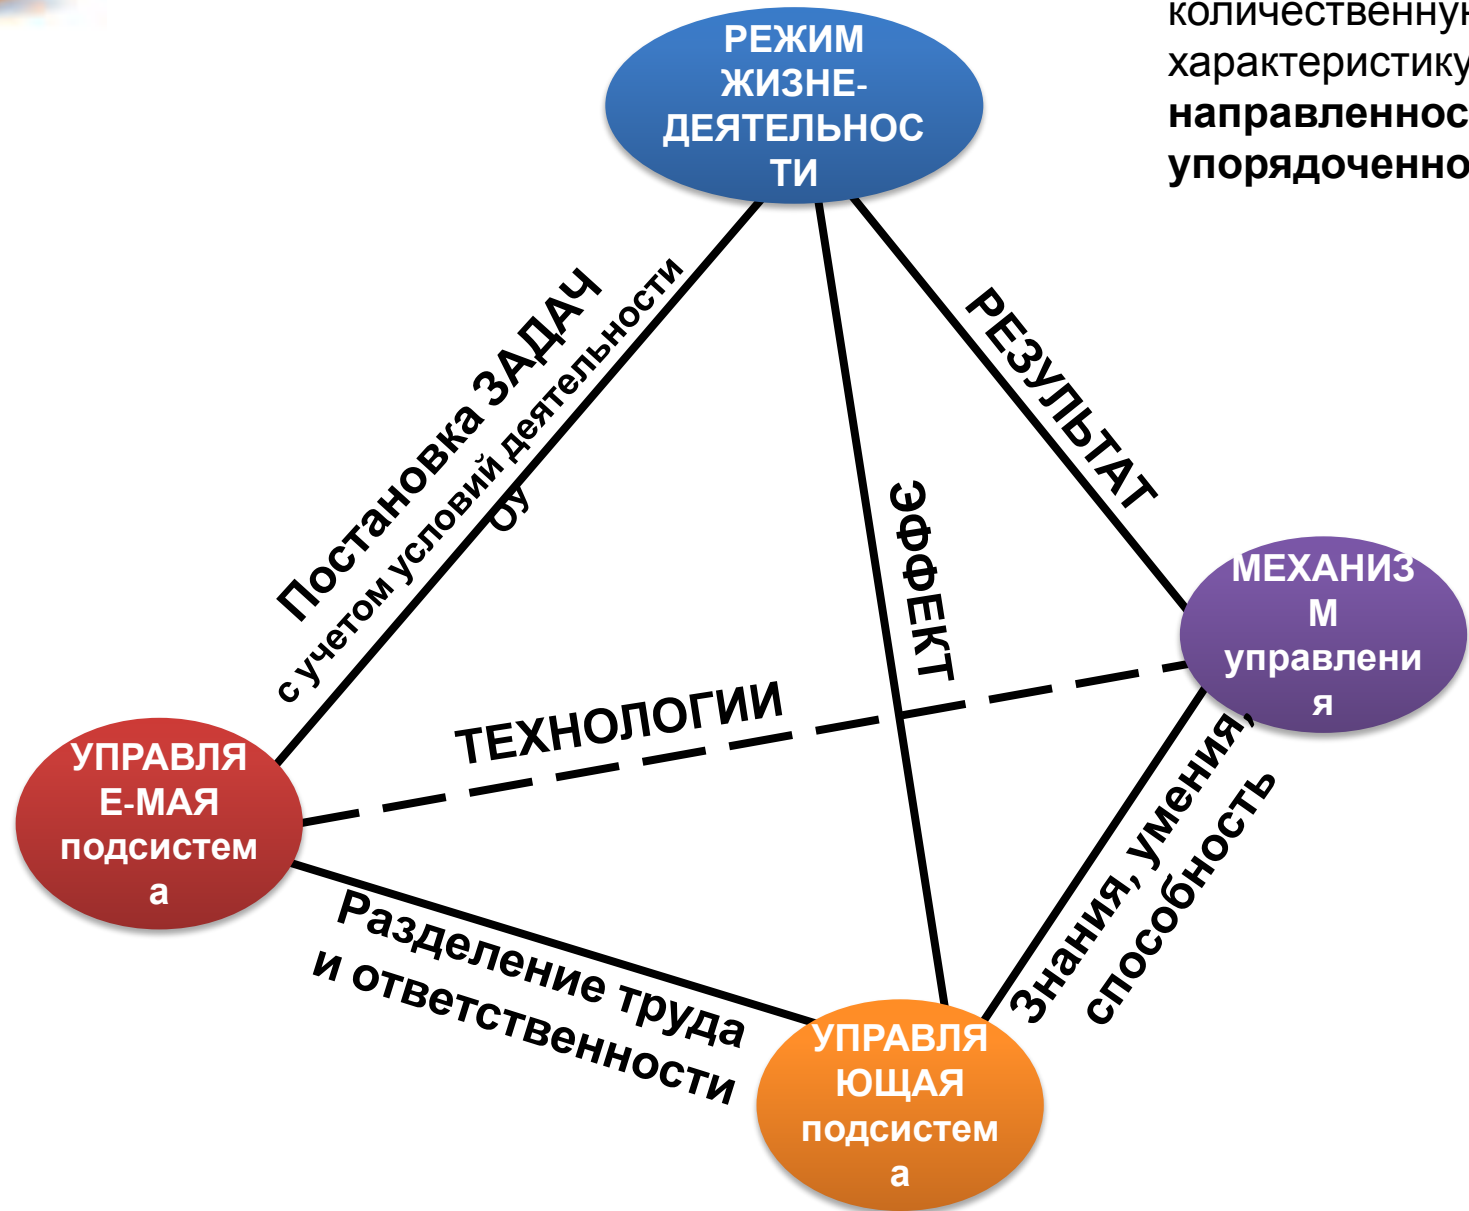 РЕЖИМ
ЖИЗНЕ-
ДЕЯТЕЛЬНОС
ТИ
количественну
характеристику
направленнос
упорядоченно
Постановка ЗАДАЧ
с учетом условий деятельности
ОУ
РЕЗУЛЬТАТ
ЭФФЕКТ
ТЕХНОЛОГИИ
МЕХАНИЗ
М
управлени
я
УПРАВЛЯ
Е-МАЯ
подсистем
а
Знания, умения,
способность
Разделение труда
и ответственности
УПРАВЛЯ
ЮЩАЯ
подсистем
а